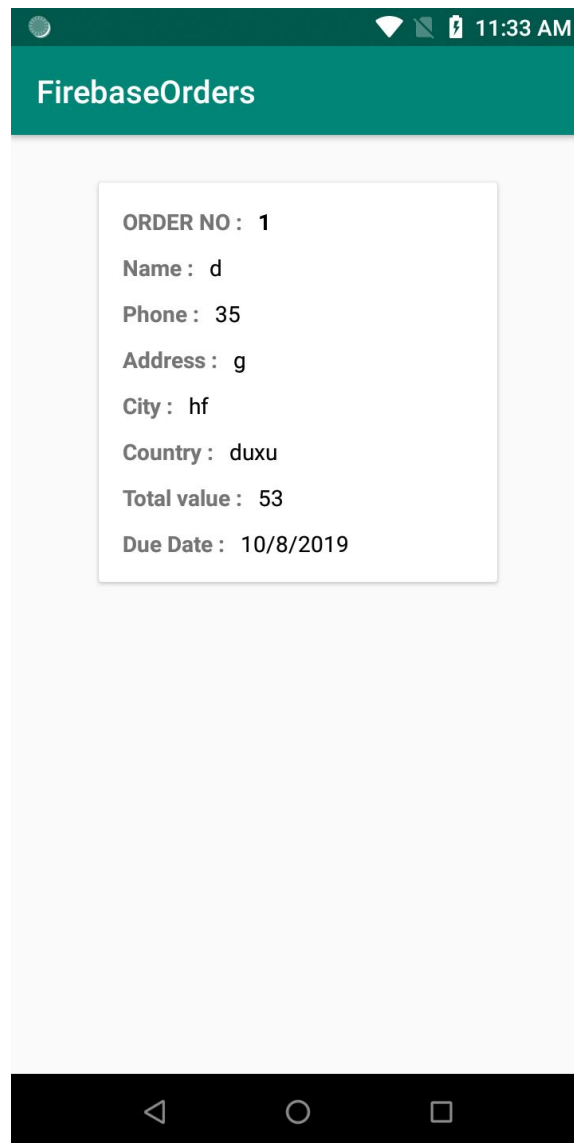 11:33 AM
FirebaseOrders
ORDER NO : 1
Name : d
Phone : 35
Address : g
City : hf
Country : duxu
Total value : 53
Due Date : 10/8/2019